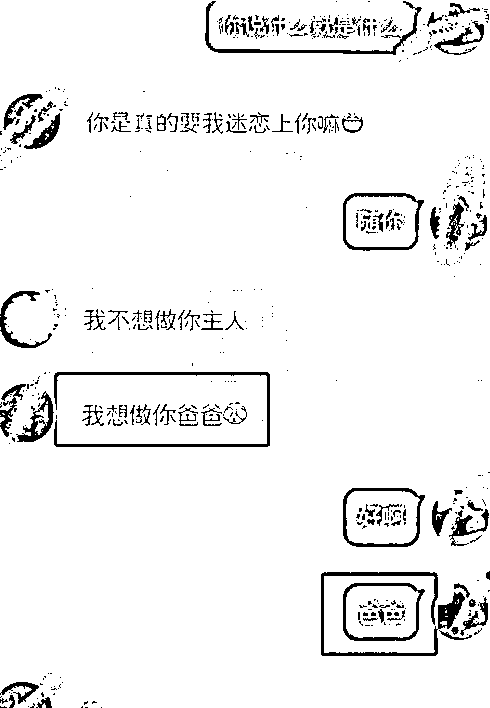 你说什么就是什么
你是真的要我迷恋上你嘛
随你
我不想做你主人
我想做你爸爸
好啊
爸爸